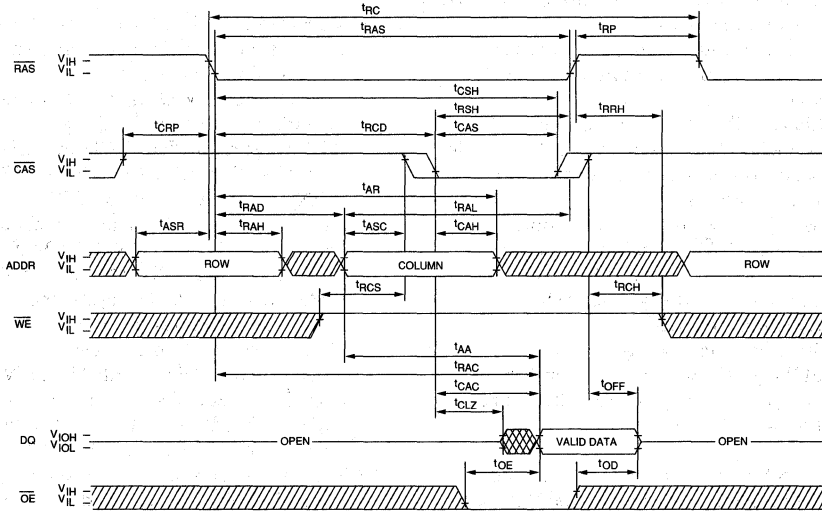 tRC
tRAS
tRP
RAS
VIH
VIL
tCSH
tRSH
tRRH
tCRP
tRCD
tCAS
CAS
VIH
VIL
tAR
tRAD
tRAL
tASR
tRAH
tASC
tCAH
ADDR
VIH
VIL
ROW
COLUMN
ROW
tRCS
tRCH
WE
VIH
VIL
tAA
tRAC
tCAC
tOFF
tCLZ
DQ
VIOH
VIOL
OPEN
VALID DATA
OPEN
tOE
tOD
OE
VIH
VIL